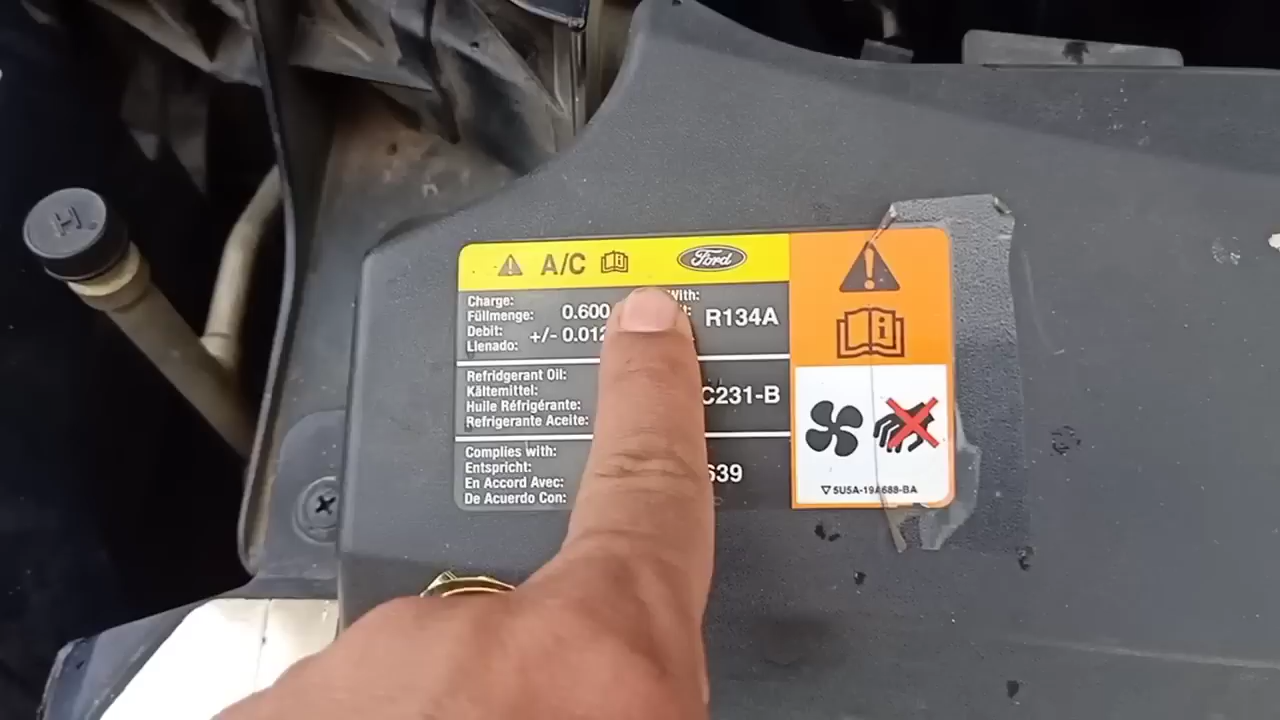 H
A/C
Ford
Charge:
Füllmenge:
Debit:
Llenado:
0.600
+/- 0.012
With:
R134A
Refridgerant Oil:
Kältemittel:
Huile Réfrigérante:
Refrigerante Aceite:
C231-B
Complies with:
Entspricht:
En Accord Avec:
De Acuerdo Con:
639
5U5A-19A688-BA